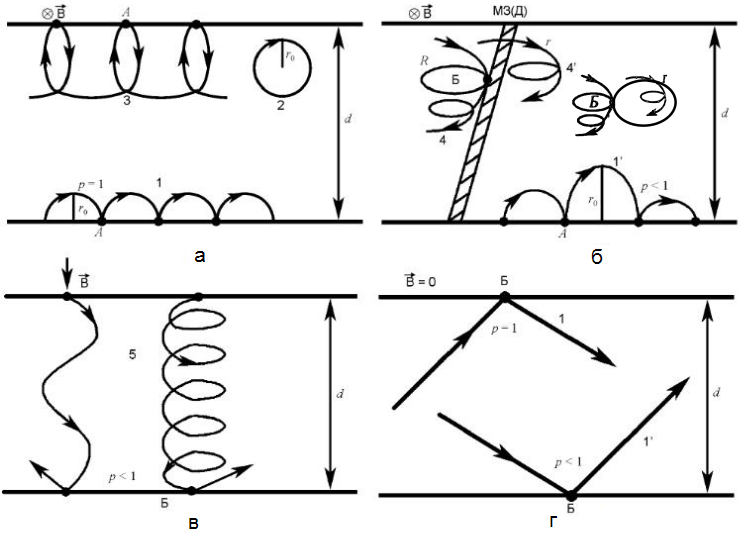 ⊗ B⃗
A
r₀
3
2
d
p = 1
1
r₀
A
а
⊗ B⃗
МЗ(Д)
R
Б
r
4'
4
Б
r
d
1'
p < 1
r₀
A
б
B⃗
5
d
p < 1
Б
в
B⃗ = 0
Б
p = 1
1
d
p < 1
1'
Б
г